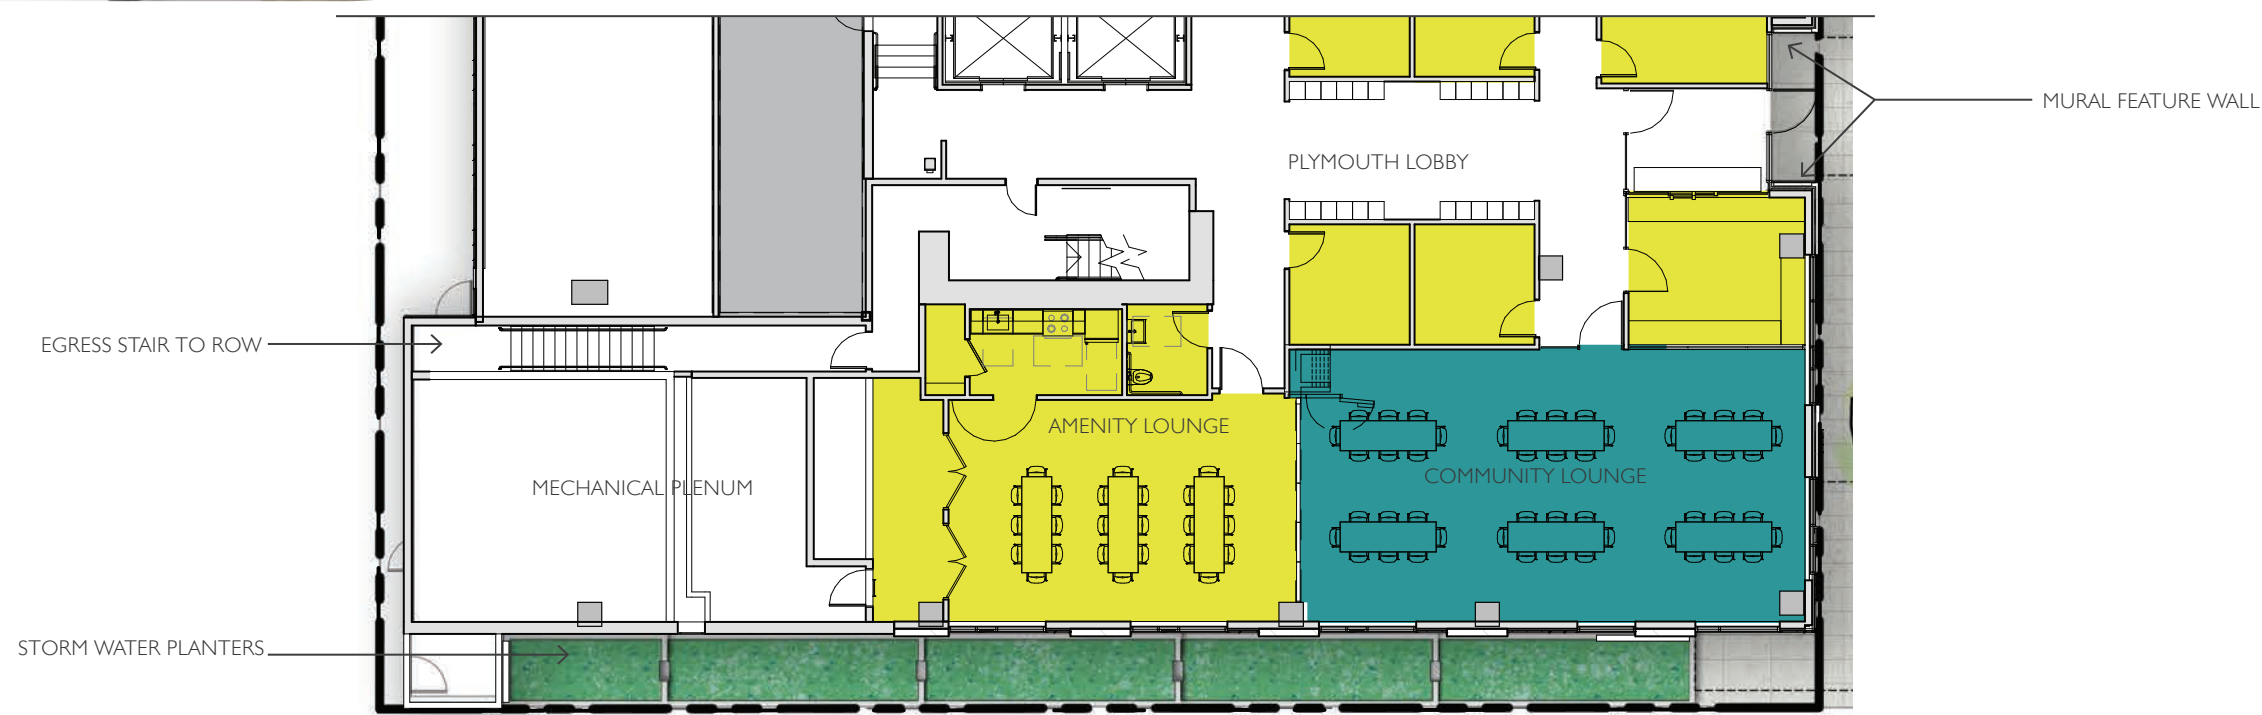 MURAL FEATURE WALL
PLYMOUTH LOBBY
EGRESS STAIR TO ROW
AMENITY LOUNGE
COMMUNITY LOUNGE
MECHANICAL PLENUM
STORM WATER PLANTERS